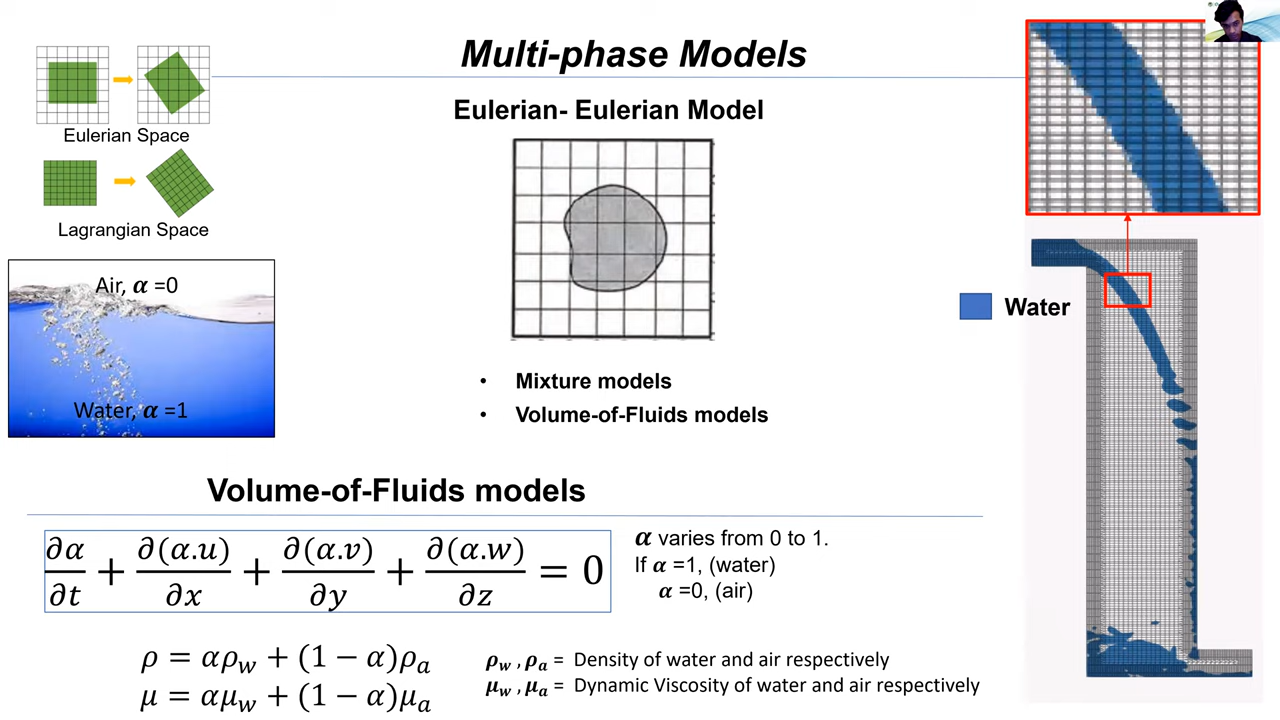 Multi-phase Models
Eulerian Space
Lagrangian Space
Eulerian- Eulerian Model
Air, α =0
Water, α =1
• Mixture models
• Volume-of-Fluids models
Water
Volume-of-Fluids models
∂α/∂t + ∂(α.u)/∂x + ∂(α.v)/∂y + ∂(α.w)/∂z = 0
α varies from 0 to 1.
If α =1, (water)
α =0, (air)
ρ = αρ_w + (1 − α)ρ_a
μ = αμ_w + (1 − α)μ_a
ρ_w , ρ_a = Density of water and air respectively
μ_w , μ_a = Dynamic Viscosity of water and air respectively